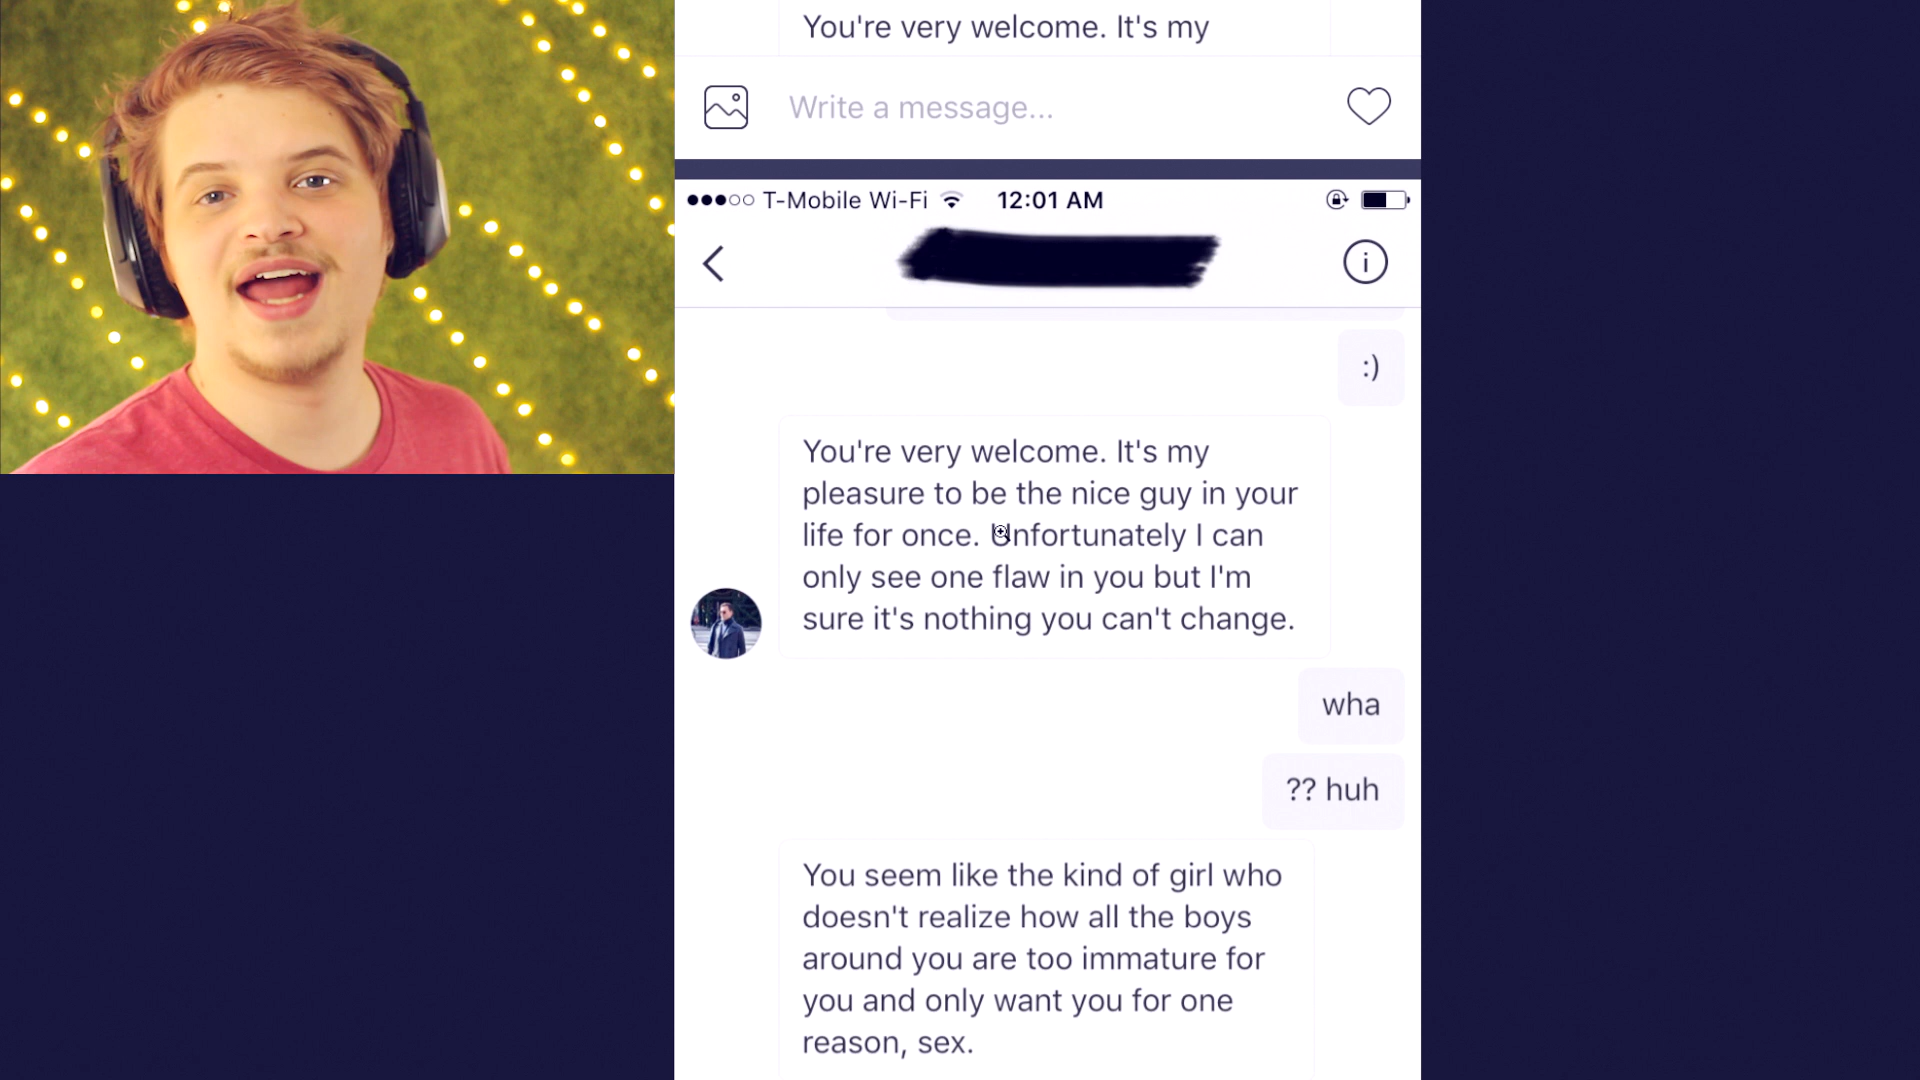 You're very welcome. It's my
Write a message...
T-Mobile Wi-Fi 12:01 AM
:)
You're very welcome. It's my
pleasure to be the nice guy in your
life for once. Unfortunately I can
only see one flaw in you but I'm
sure it's nothing you can't change.
wha
?? huh
You seem like the kind of girl who
doesn't realize how all the boys
around you are too immature for
you and only want you for one
reason, sex.